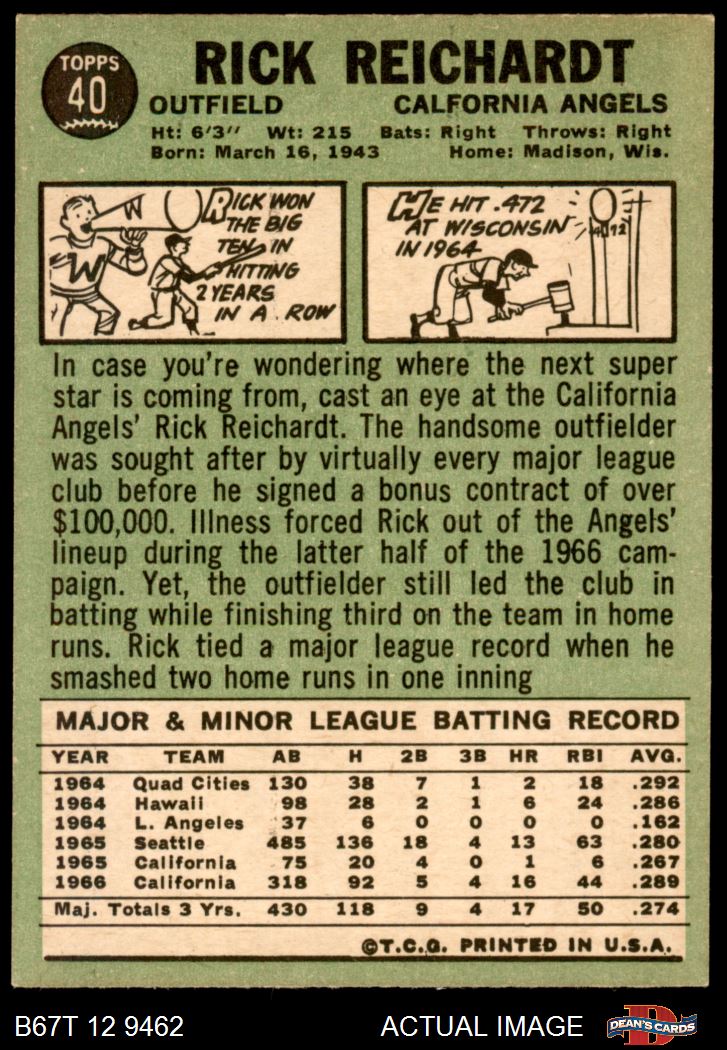 TOPPS
40
RICK REICHARDT
OUTFIELD CALFORNIA ANGELS
Ht: 6'3" Wt: 215 Bats: Right Throws: Right
Born: March 16, 1943 Home: Madison, Wis.
W
W
RICK WON
THE BIG
TEN IN
HITTING
2 YEARS
IN A ROW
HE HIT .472
AT WISCONSIN
IN 1964
.472
In case you're wondering where the next super
star is coming from, cast an eye at the California
Angels' Rick Reichardt. The handsome outfielder
was sought after by virtually every major league
club before he signed a bonus contract of over
$100,000. Illness forced Rick out of the Angels'
lineup during the latter half of the 1966 cam-
paign. Yet, the outfielder still led the club in
batting while finishing third on the team in home
runs. Rick tied a major league record when he
smashed two home runs in one inning
MAJOR & MINOR LEAGUE BATTING RECORD
YEAR TEAM AB H 2B 3B HR RBI AVG.
1964 Quad Cities 130 38 7 1 2 18 .292
1964 Hawaii 98 28 2 1 6 24 .286
1964 L. Angeles 37 6 0 0 0 0 .162
1965 Seattle 485 136 18 4 13 63 .280
1965 California 75 20 4 0 1 6 .267
1966 California 318 92 5 4 16 44 .289
Maj. Totals 3 Yrs. 430 118 9 4 17 50 .274
©T.C.G. PRINTED IN U.S.A.
B67T 12 9462 ACTUAL IMAGE DEAN'S CARDS